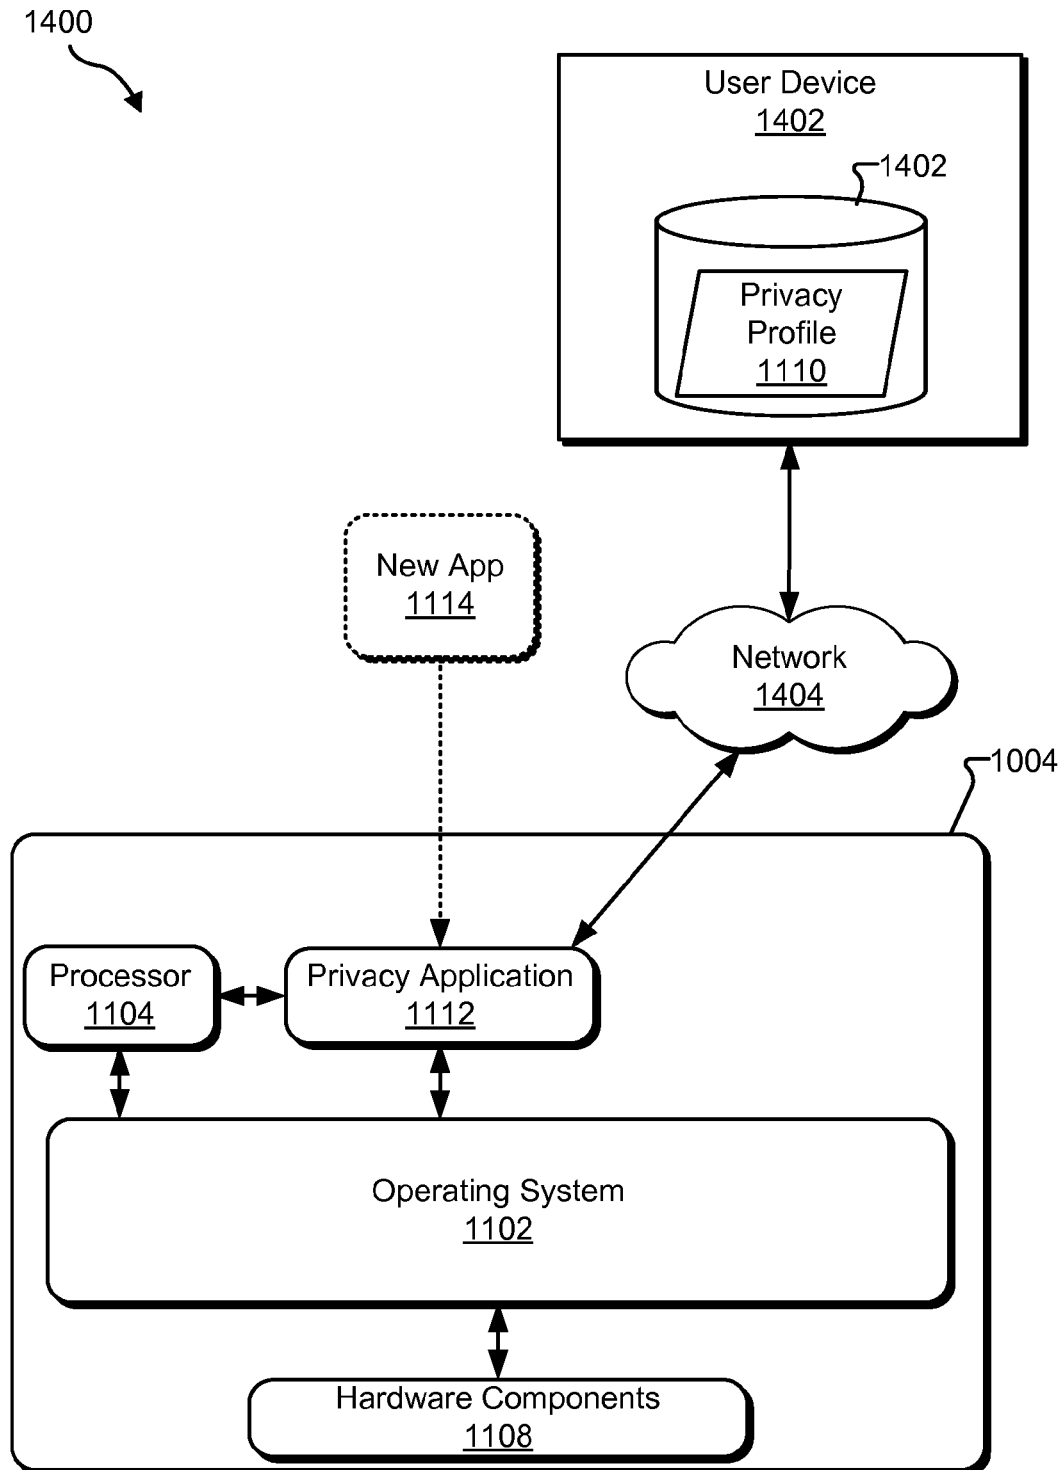 1400
User Device
1402
1402
Privacy
Profile
1110
New App
1114
Network
1404
1004
Processor
1104
Privacy Application
1112
Operating System
1102
Hardware Components
1108